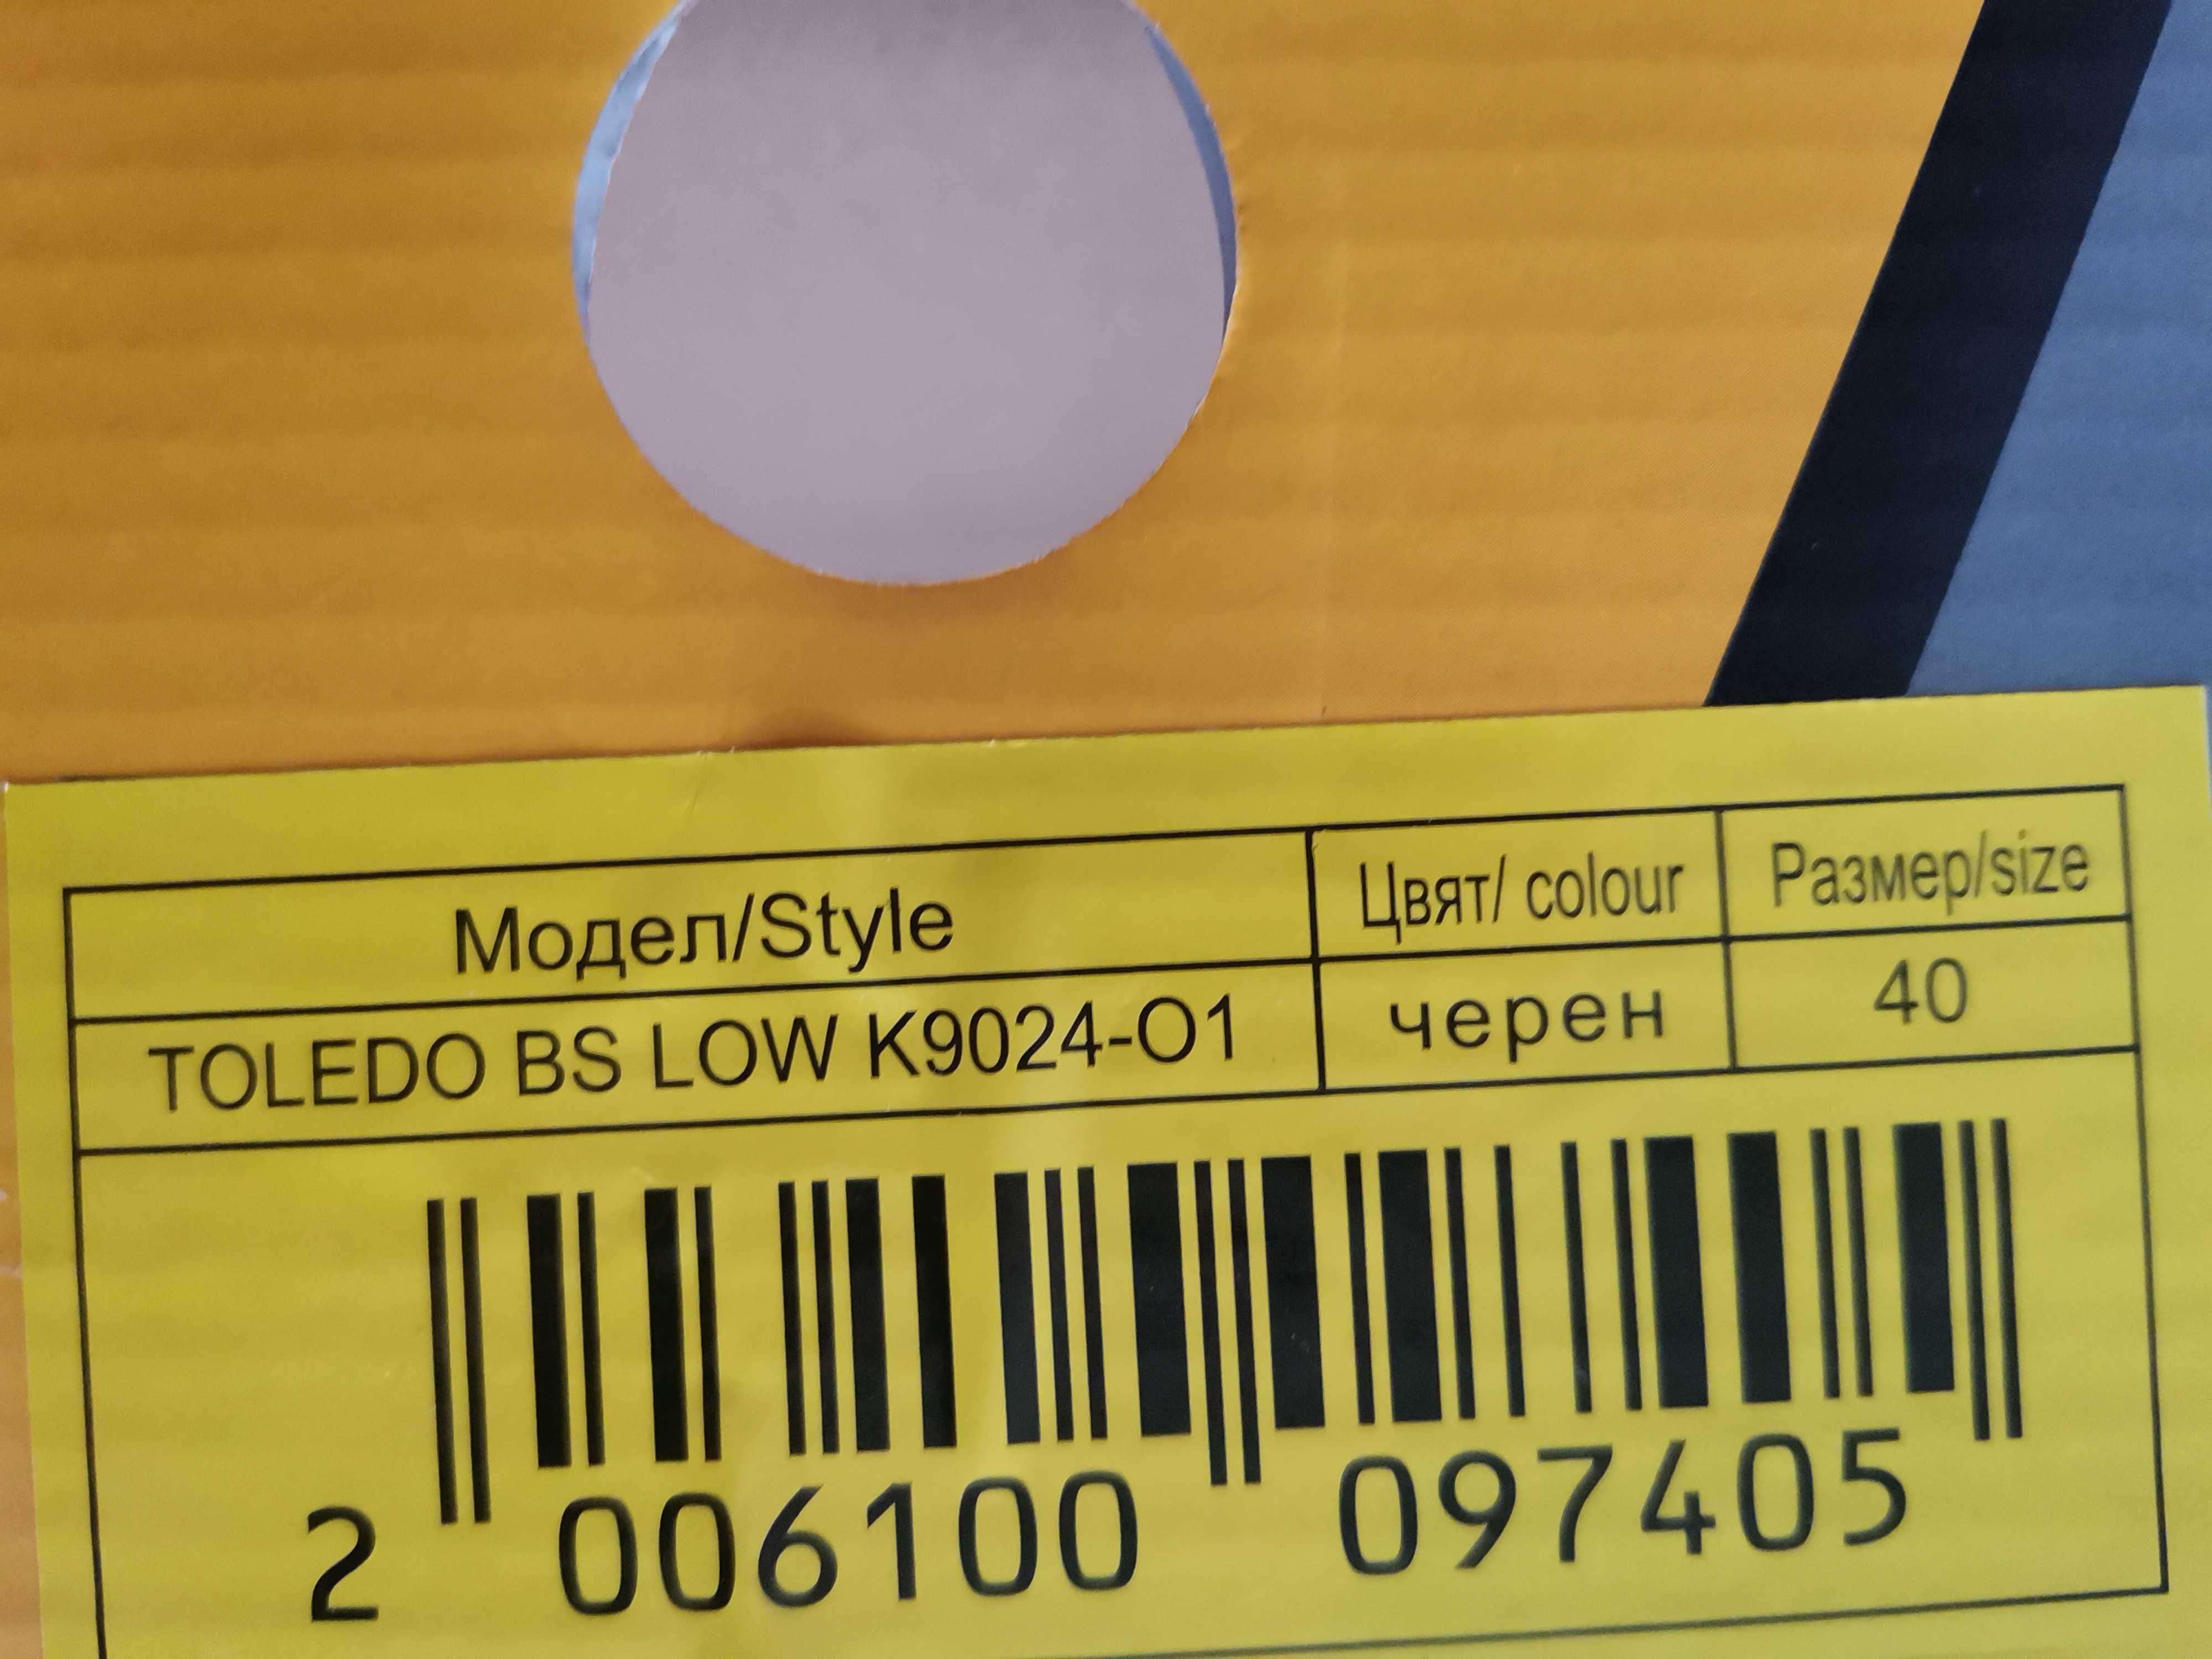 Модел/Style Цвят/ colour Размер/size
TOLEDO BS LOW K9024-O1 черен 40
2 006100 097405